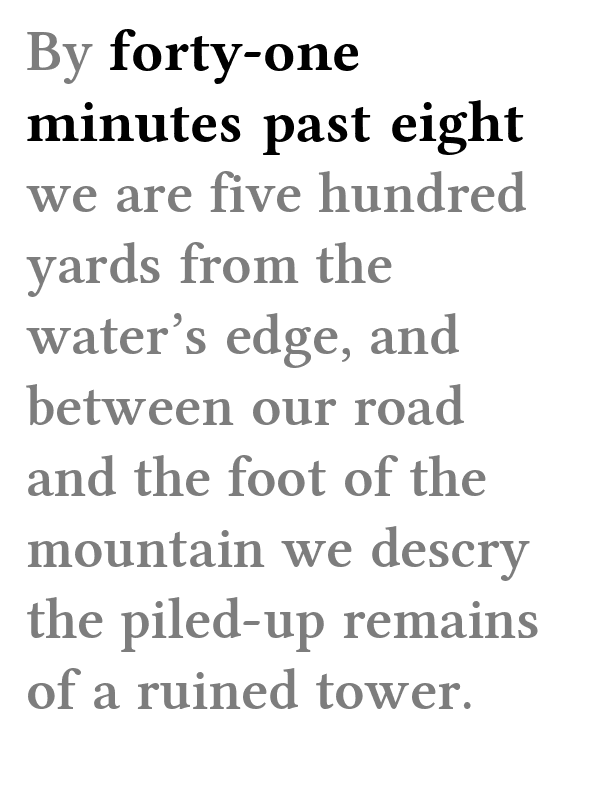 By forty-one
minutes past eight
we are five hundred
yards from the
water’s edge, and
between our road
and the foot of the
mountain we descry
the piled-up remains
of a ruined tower.